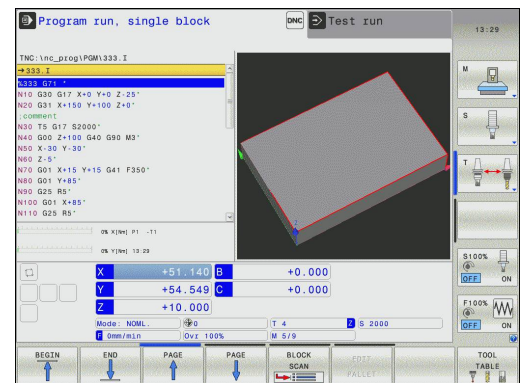 Program run, single block
DNC
Test run
13:29
TNC:\nc_prog\PGM\333.I
→333.I
%333 G71 *
N10 G30 G17 X+0 Y+0 Z-25*
N20 G31 X+150 Y+100 Z+0*
;comment
N30 T5 G17 S2000*
N40 G00 Z+100 G40 G90 M3*
N50 X-30 Y-30*
N60 Z-5*
N70 G01 X+15 Y+15 G41 F350*
N80 G01 Y+85*
N90 G25 R5*
N100 G01 X+85*
N110 G25 R5*
0% X[Nm] P1 -T1
0% Y[Nm] 13:29
X +51.140 B +0.000
Y +54.549 C +0.000
Z +10.000
Mode: NOML. 0 T 4 Z S 2000
F 0mm/min Ovr 100% M 5/9
M
S
T
S100%
OFF ON
F100%
OFF ON
BEGIN
END
PAGE
PAGE
BLOCK SCAN
EDIT PALLET
TOOL TABLE